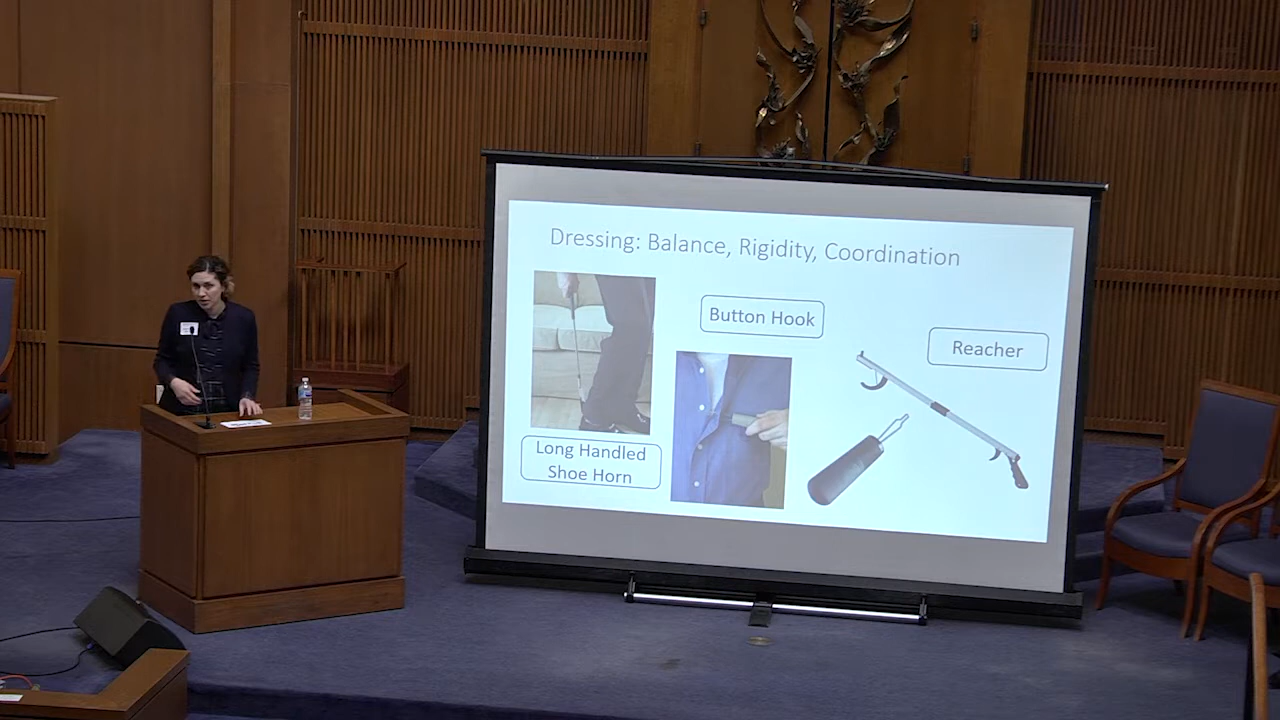 Dressing: Balance, Rigidity, Coordination
Button Hook
Reacher
Long Handled
Shoe Horn